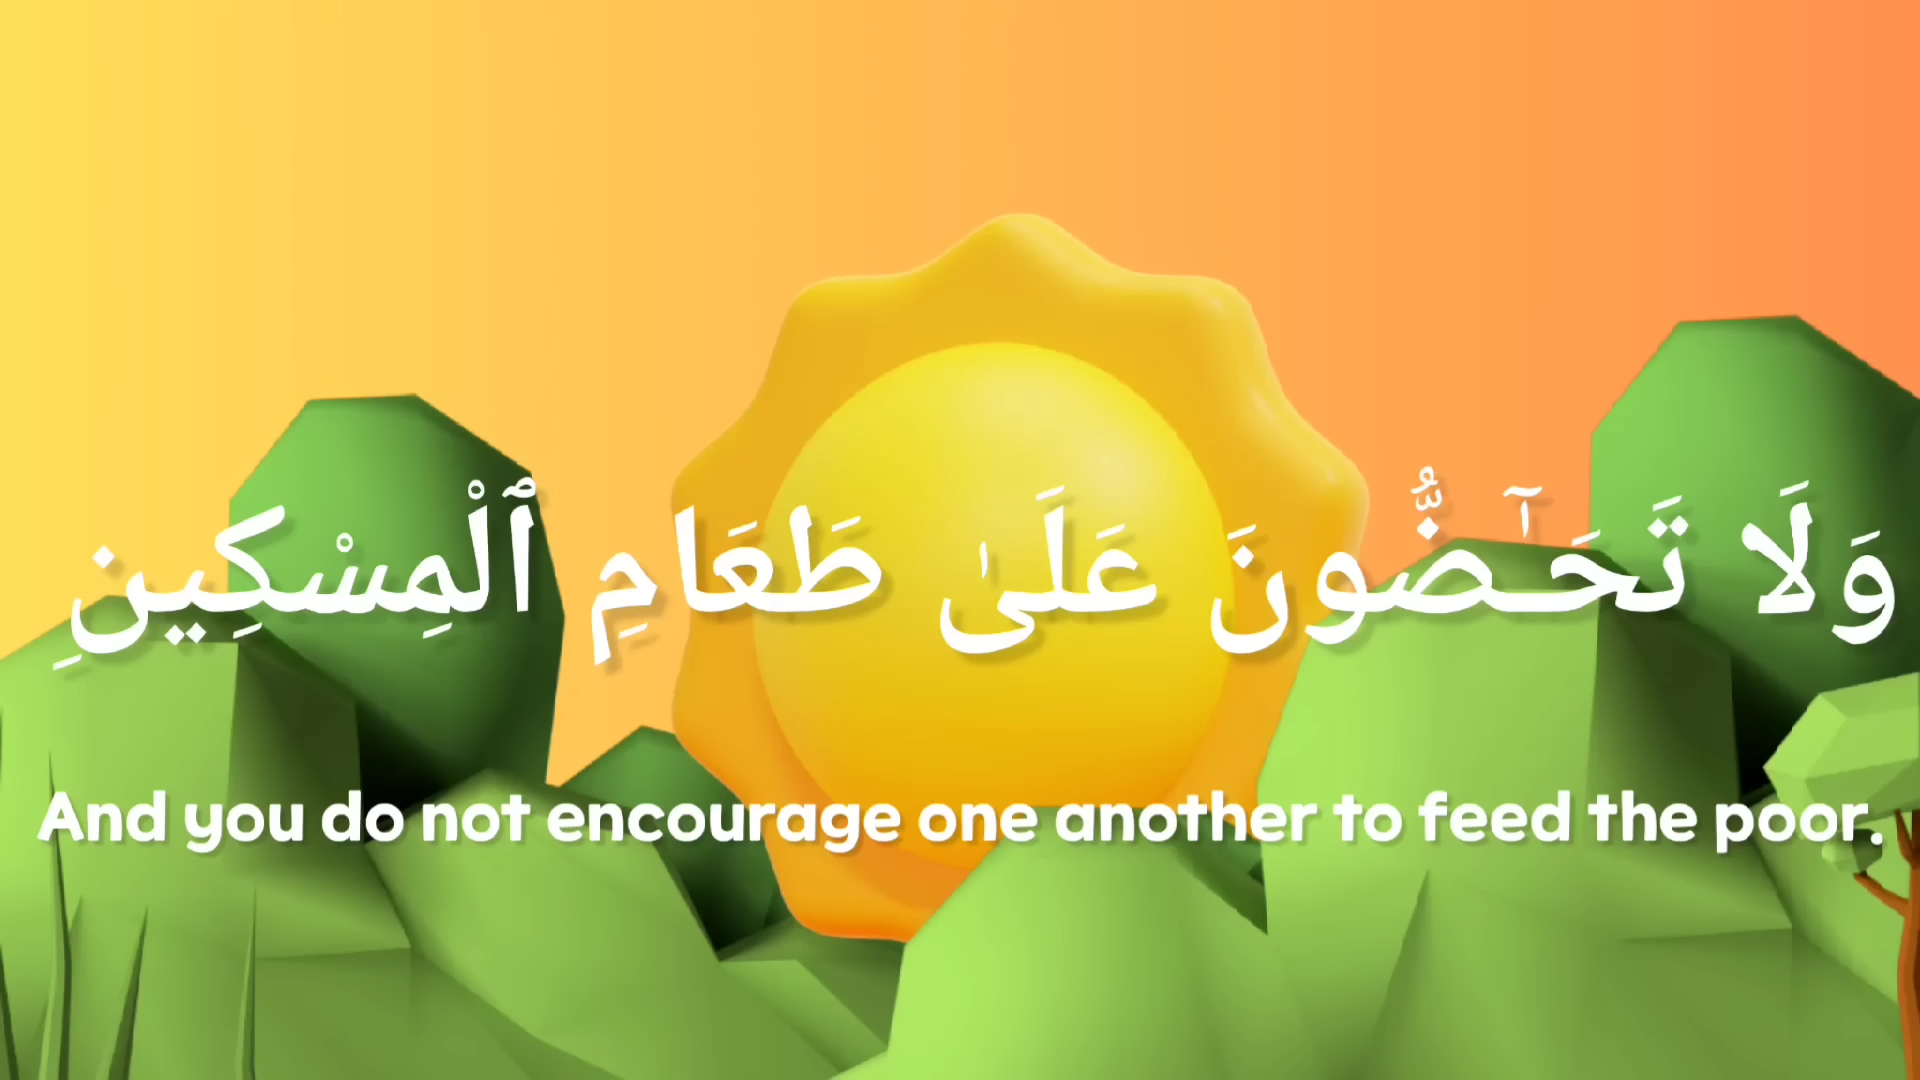 وَلَا تَحَـٰٓضُّونَ عَلَىٰ طَعَامِ ٱلْمِسْكِينِ
And you do not encourage one another to feed the poor.